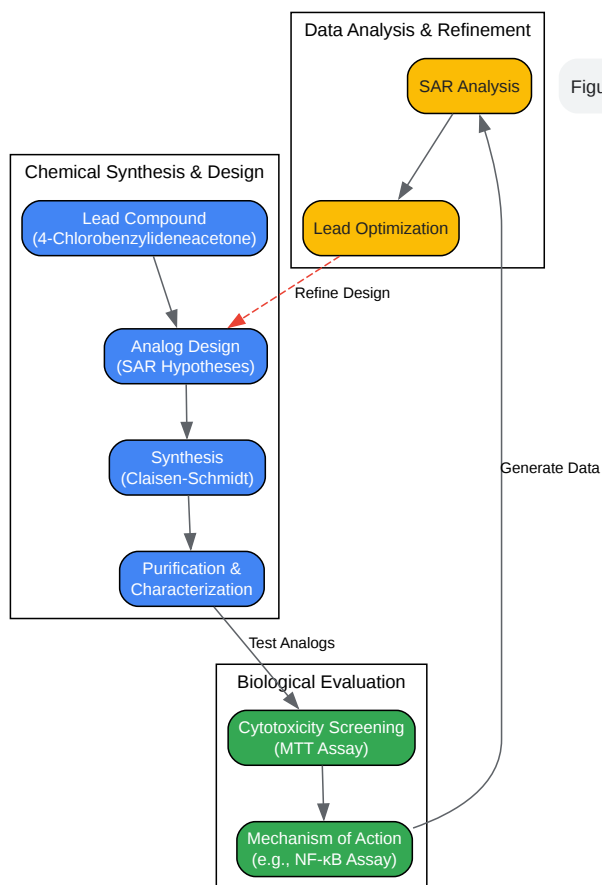 Data Analysis & Refinement
SAR Analysis
Lead Optimization
Chemical Synthesis & Design
Lead Compound
(4-Chlorobenzylideneacetone)
Refine Design
Analog Design
(SAR Hypotheses)
Synthesis
(Claisen-Schmidt)
Generate Data
Purification &
Characterization
Test Analogs
Biological Evaluation
Cytotoxicity Screening
(MTT Assay)
Mechanism of Action
(e.g., NF-κB Assay)